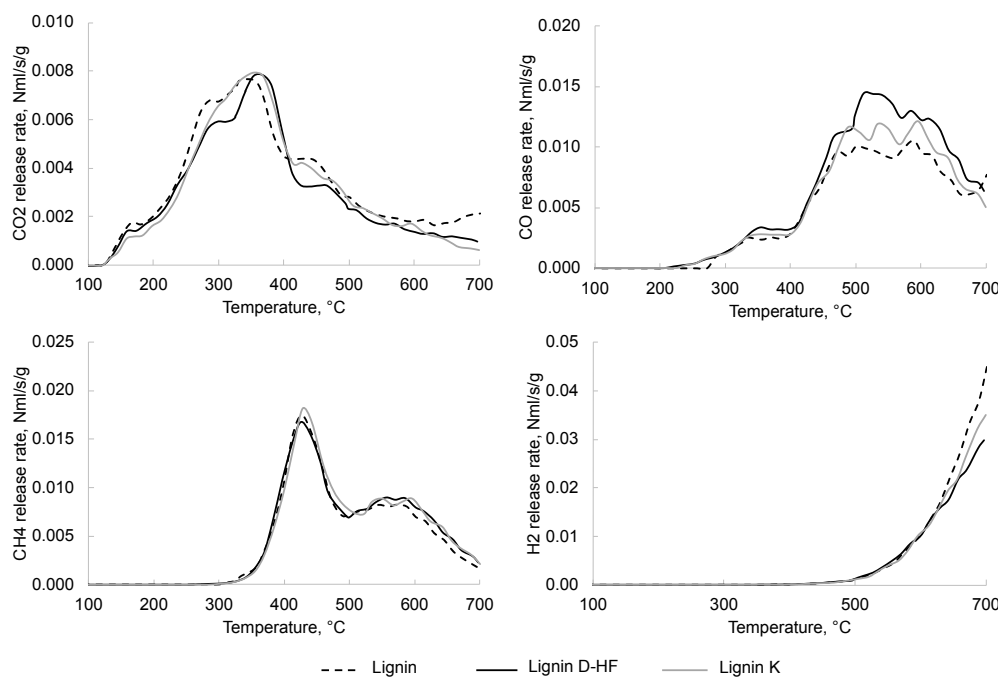 CO2 release rate, Nml/s/g
0.010
0.008
0.006
0.004
0.002
0.000
100 200 300 400 500 600 700
Temperature, °C
CO release rate, Nml/s/g
0.020
0.015
0.010
0.005
0.000
100 200 300 400 500 600 700
Temperature, °C
CH4 release rate, Nml/s/g
0.025
0.020
0.015
0.010
0.005
0.000
100 200 300 400 500 600 700
Temperature, °C
H2 release rate, Nml/s/g
0.05
0.04
0.03
0.02
0.01
0.00
100 300 500 700
Temperature, °C
Lignin Lignin D-HF Lignin K